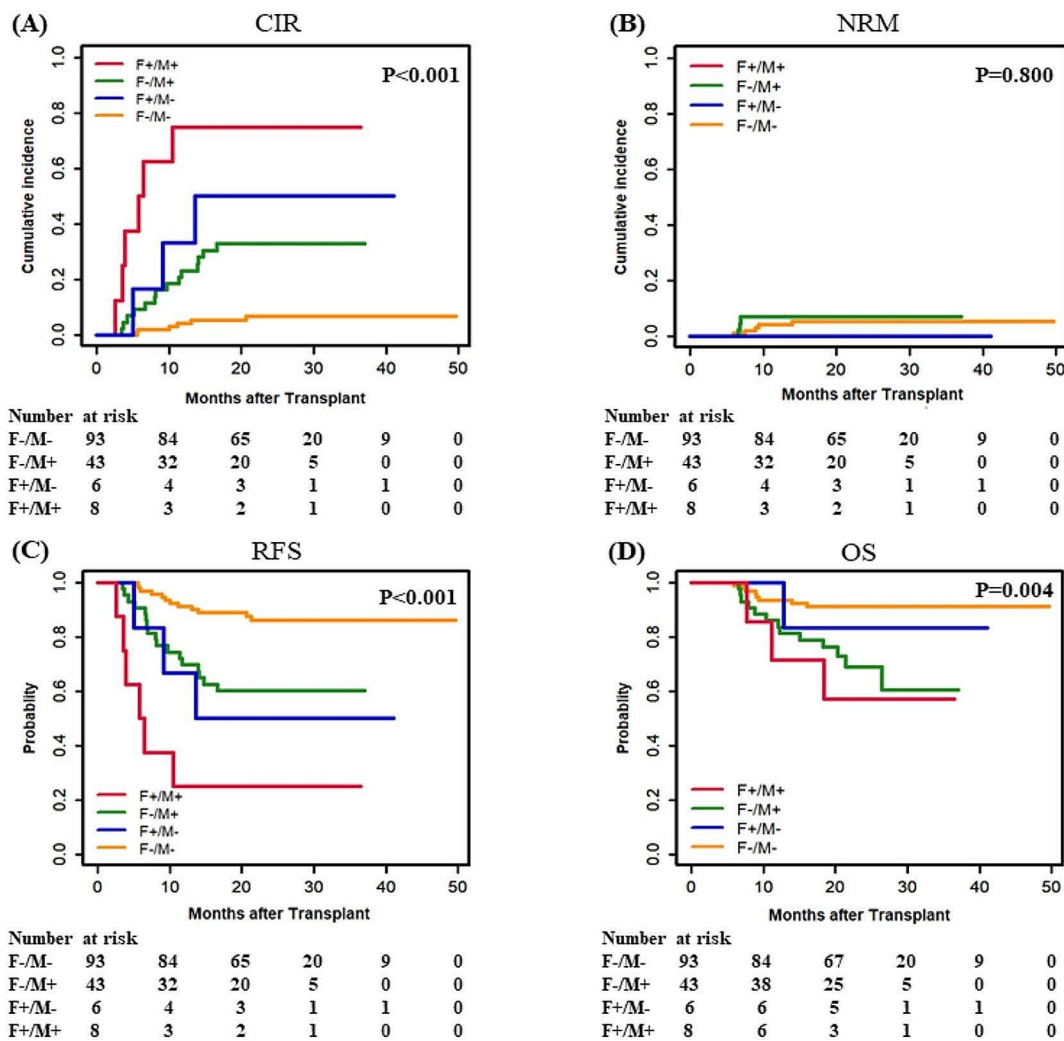 (A) CIR
1.0
0.8
0.6
0.4
0.2
0.0
Cumulative incidence
F+/M+
F-/M+
F+/M-
F-/M-
P<0.001
0 10 20 30 40 50
Months after Transplant
Number at risk
F-/M- 93 84 65 20 9 0
F-/M+ 43 32 20 5 0 0
F+/M- 6 4 3 1 1 0
F+/M+ 8 3 2 1 0 0
(B) NRM
1.0
0.8
0.6
0.4
0.2
0.0
Cumulative incidence
F+/M+
F-/M+
F+/M-
F-/M-
P=0.800
0 10 20 30 40 50
Months after Transplant
Number at risk
F-/M- 93 84 65 20 9 0
F-/M+ 43 32 20 5 0 0
F+/M- 6 4 3 1 1 0
F+/M+ 8 3 2 1 0 0
(C) RFS
1.0
0.8
0.6
0.4
0.2
0.0
Probablity
P<0.001
F+/M+
F-/M+
F+/M-
F-/M-
0 10 20 30 40 50
Months after Transplant
Number at risk
F-/M- 93 84 65 20 9 0
F-/M+ 43 32 20 5 0 0
F+/M- 6 4 3 1 1 0
F+/M+ 8 3 2 1 0 0
(D) OS
1.0
0.8
0.6
0.4
0.2
0.0
Probablity
P=0.004
F+/M+
F-/M+
F+/M-
F-/M-
0 10 20 30 40 50
Months after Transplant
Number at risk
F-/M- 93 84 67 20 9 0
F-/M+ 43 38 25 5 0 0
F+/M- 6 6 5 1 1 0
F+/M+ 8 6 3 1 0 0